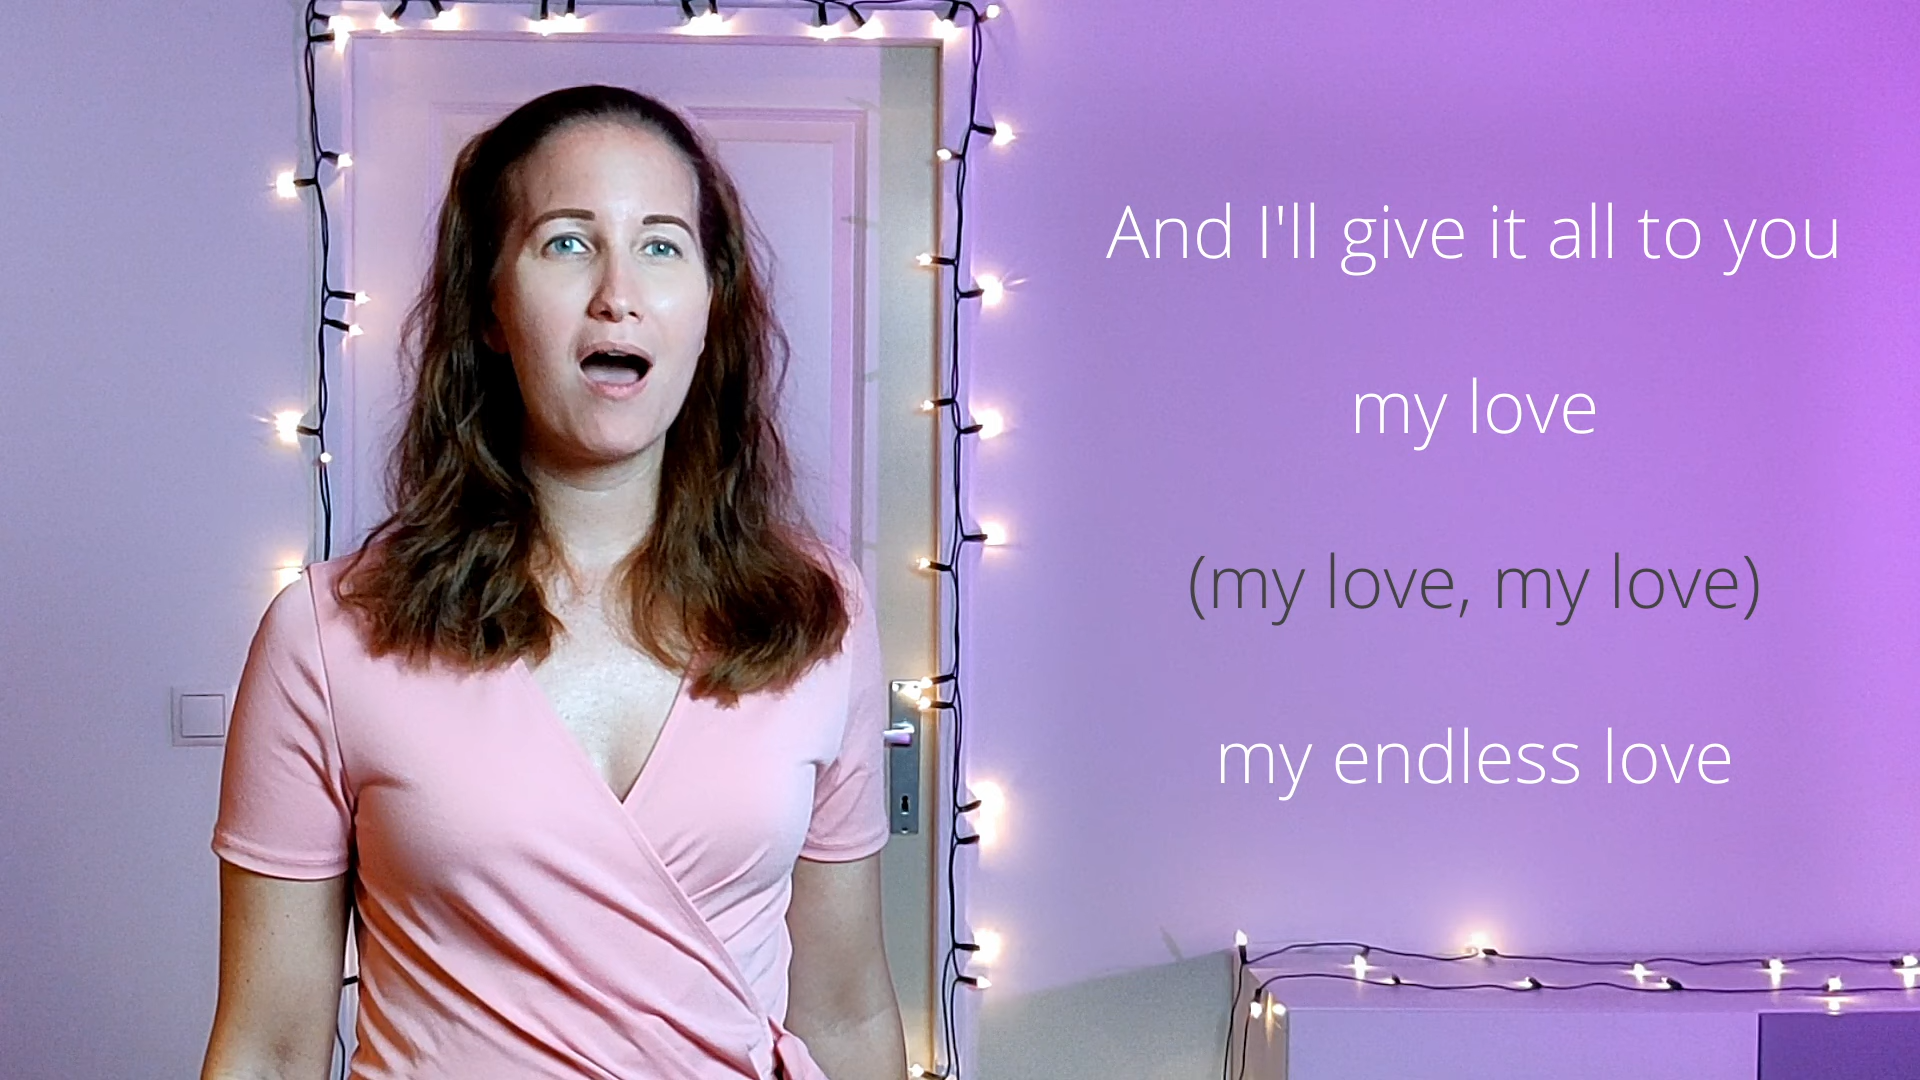 And I'll give it all to you
my love
(my love, my love)
my endless love